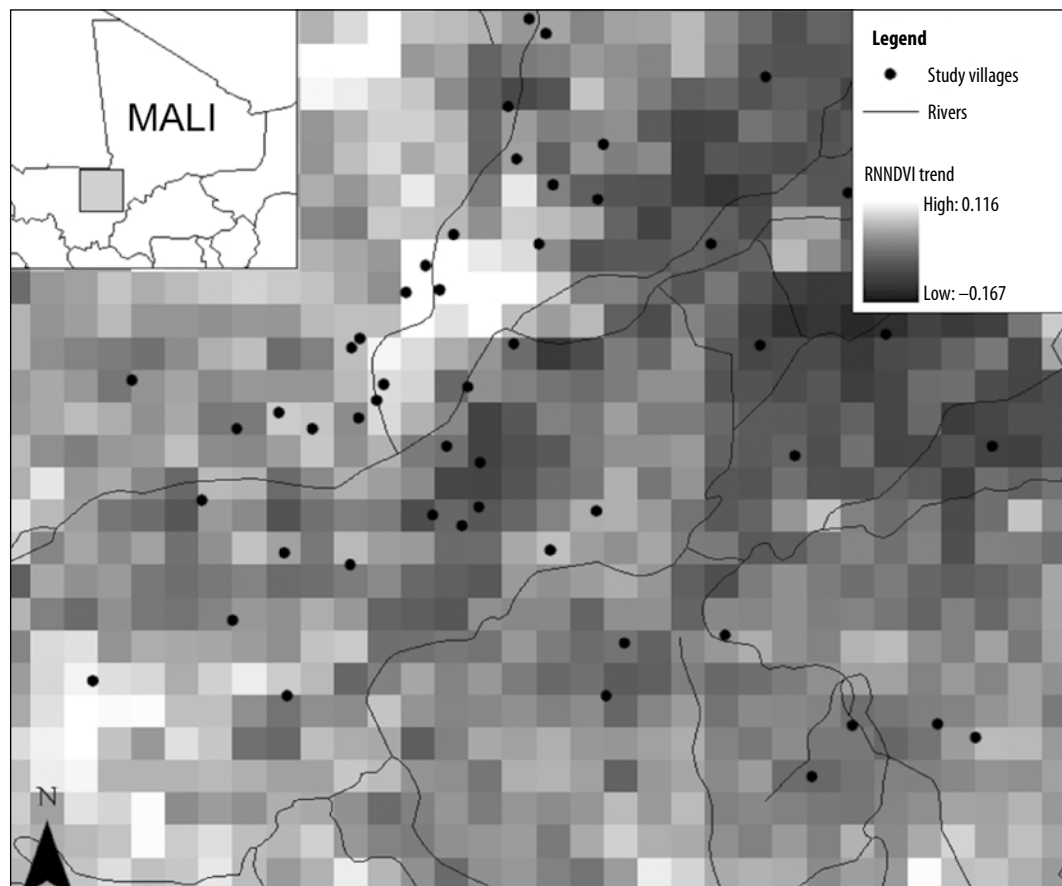 MALI
Legend
Study villages
Rivers
RNNDVI trend
High: 0.116
Low: –0.167
N